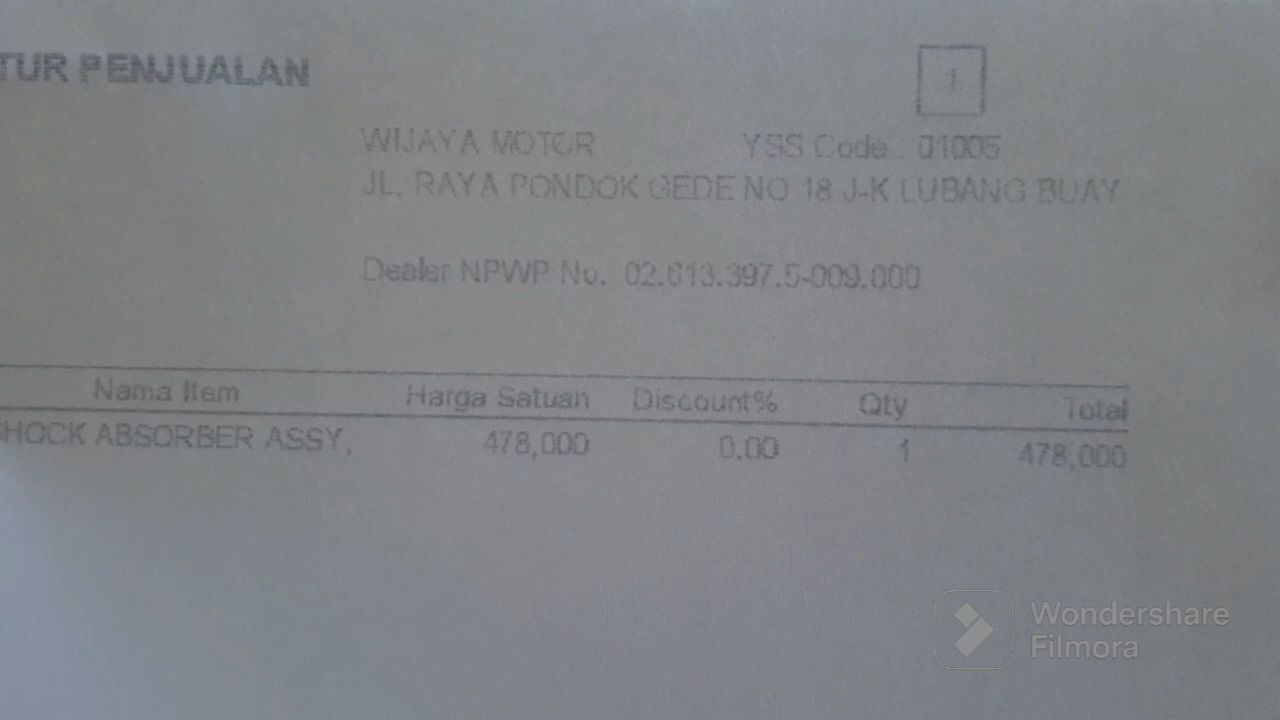 TUR PENJUALAN
1
WIJAYA MOTOR YSS Code : 01005
JL. RAYA PONDOK GEDE NO 18 J-K LUBANG BUAY
Dealer NPWP No. 02.613.397.5-009.000
Nama Item Harga Satuan Discount% Qty Total
SHOCK ABSORBER ASSY, 478,000 0.00 1 478,000
Wondershare
Filmora